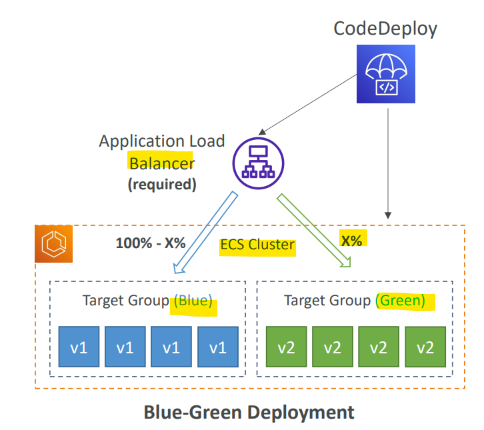 CodeDeploy
Application Load
Balancer
(required)
100% - X%
ECS Cluster
X%
Target Group (Blue)
Target Group (Green)
v1 v1 v1 v1
v2 v2 v2 v2
Blue-Green Deployment